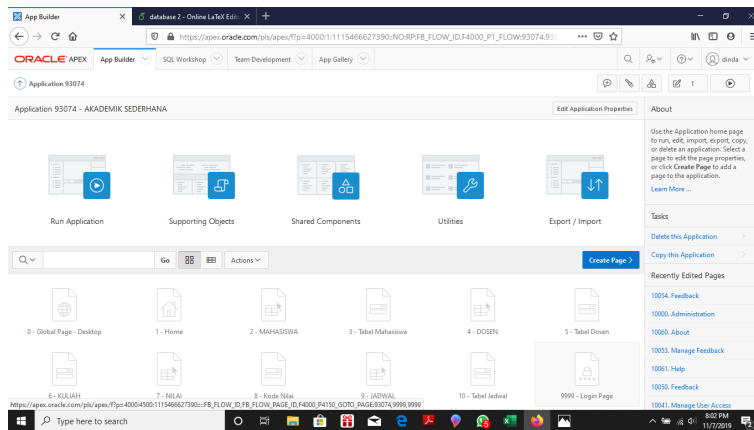 App Builder
database 2 - Online LaTeX Edito
https://apex.oracle.com/pls/apex/f?p=4000:1:1115466627390::NO:RP:FB_FLOW_ID,F4000_P1_FLOW:93074,93
ORACLE APEX App Builder SQL Workshop Team Development App Gallery dinda
Application 93074 1
Application 93074 - AKADEMIK SEDERHANA Edit Application Properties
Run Application Supporting Objects Shared Components Utilities Export / Import
Go Actions Create Page >
0 - Global Page - Desktop 1 - Home 2 - MAHASISWA 3 - Tabel Mahasiswa 4 - DOSEN 5 - Tabel Dosen
6 - KULIAH 7 - NILAI 8 - Kode Nilai 9 - JADWAL 10 - Tabel Jadwal 9999 - Login Page
About
Use the Application home page
to run, edit, import, export, copy,
or delete an application. Select a
page to edit the page properties,
or click Create Page to add a
page to the application.
Learn More ...
Tasks
Delete this Application
Copy this Application
Recently Edited Pages
10054. Feedback
10000. Administration
10060. About
10053. Manage Feedback
10061. Help
10050. Feedback
10041. Manage User Access
https://apex.oracle.com/pls/apex/f?p=4000:4500:1115466627390:::FB_FLOW_ID,FB_FLOW_PAGE_ID,F4000_P4150_GOTO_PAGE:93074,9999,9999
Type here to search
8:02 PM
11/7/2019